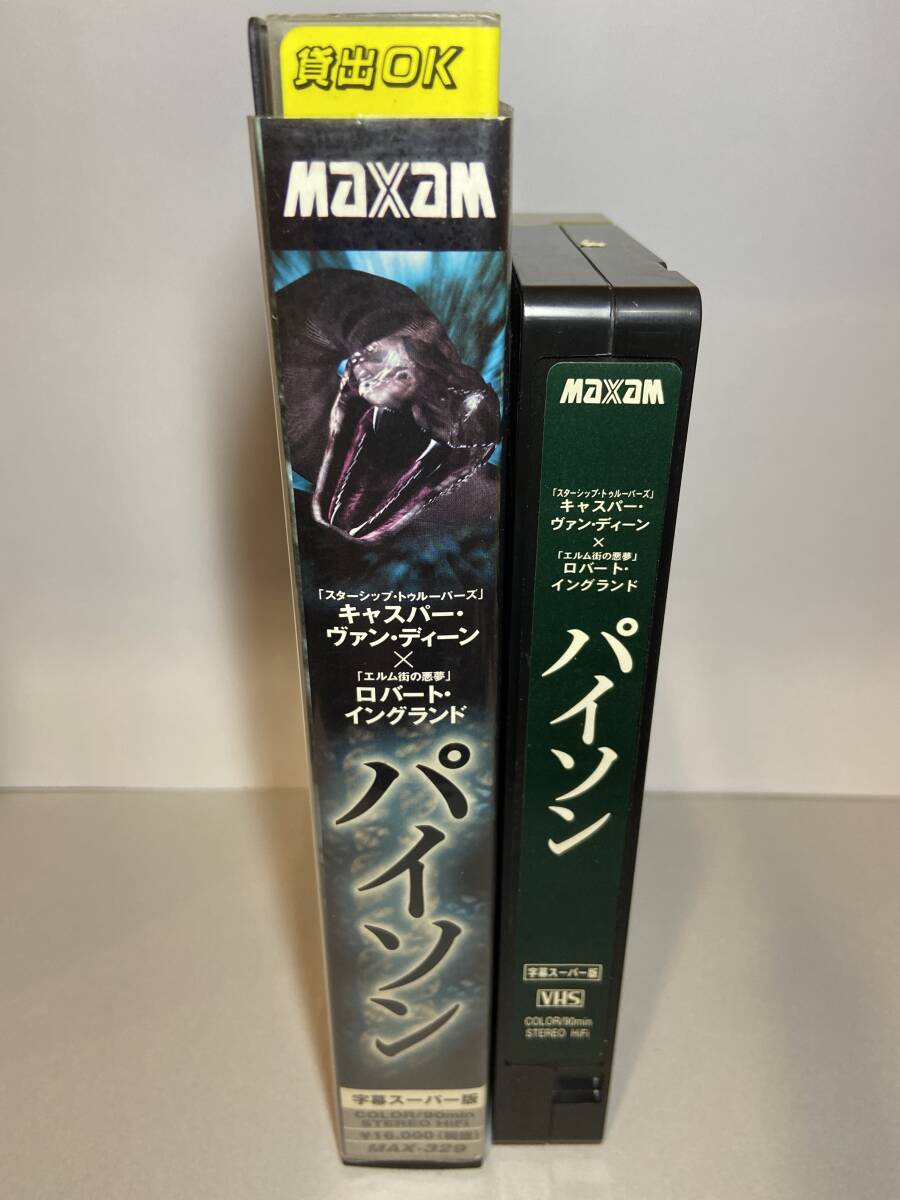 貸出OK
MAXAM
「スターシップ・トゥルーパーズ」
キャスパー・
ヴァン・ディーン
×
「エルム街の悪夢」
ロバート・
イングランド
パイソン
字幕スーパー版
COLOR/90min
STEREO HiFi
¥16,000(税抜)
MAX-329
MAXAM
「スターシップ・トゥルーパーズ」
キャスパー・
ヴァン・ディーン
×
「エルム街の悪夢」
ロバート・
イングランド
パイソン
字幕スーパー版
VHS
COLOR/90min
STEREO HiFi